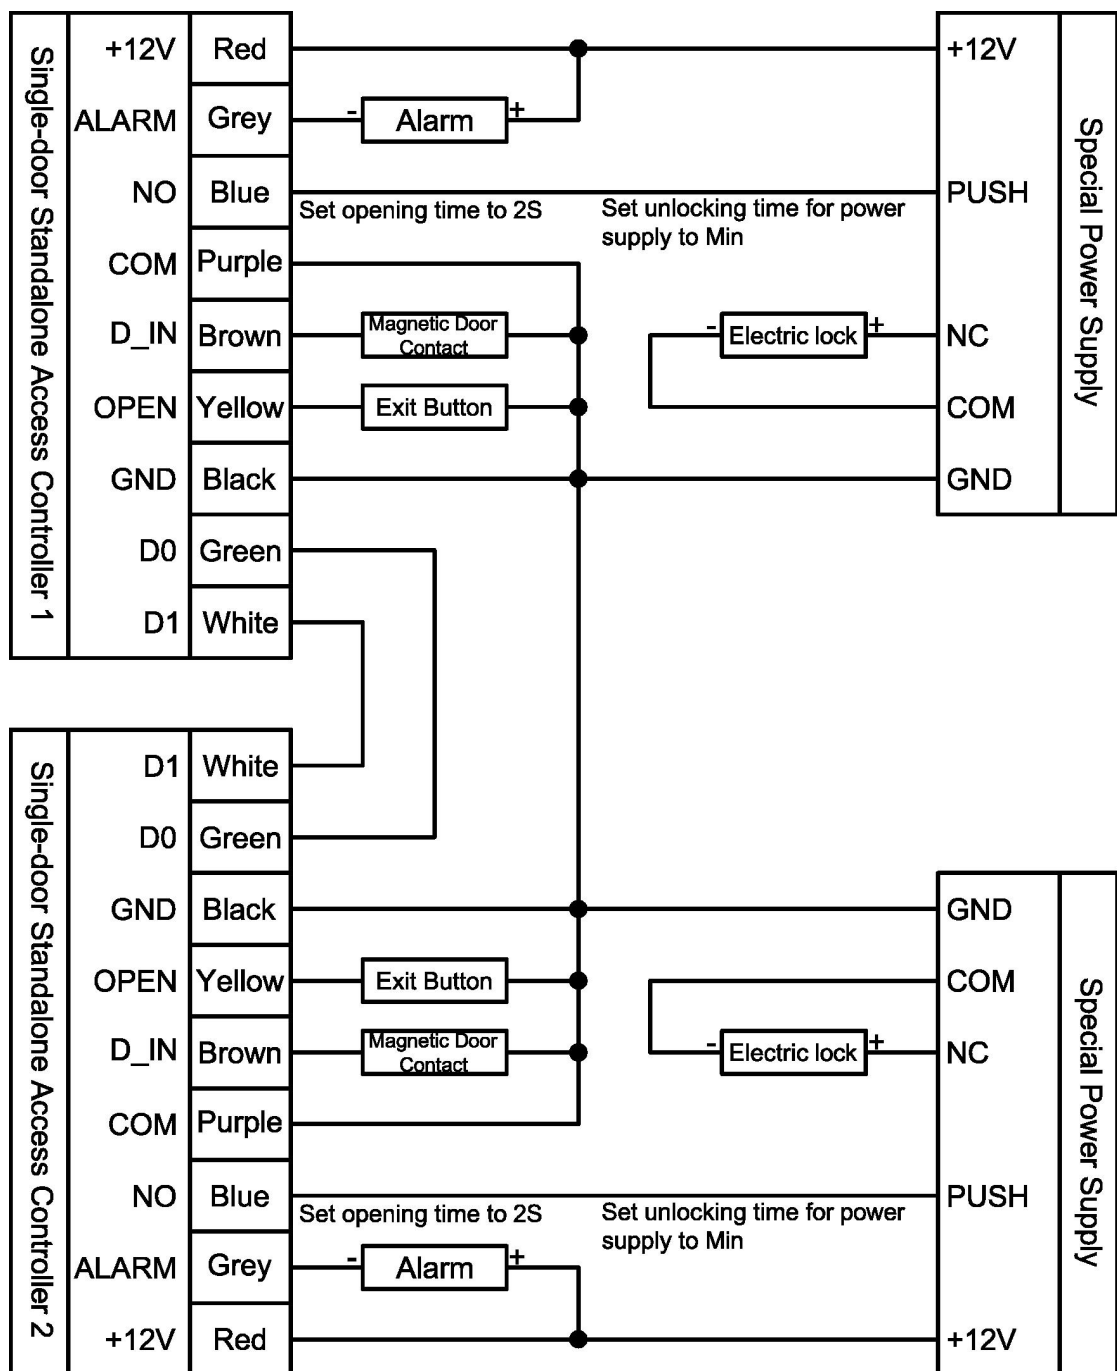 Single-door Standalone Access Controller 1
+12V Red
ALARM Grey - Alarm +
NO Blue
COM Purple
D_IN Brown Magnetic Door
Contact
OPEN Yellow Exit Button
GND Black
D0 Green
D1 White
Set opening time to 2S
Set unlocking time for power
supply to Min
- Electric lock +
+12V
PUSH
NC
COM
GND
Special Power Supply
Single-door Standalone Access Controller 2
D1 White
D0 Green
GND Black
OPEN Yellow Exit Button
D_IN Brown Magnetic Door
Contact
COM Purple
NO Blue
ALARM Grey - Alarm +
+12V Red
Set opening time to 2S
Set unlocking time for power
supply to Min
- Electric lock +
GND
COM
NC
PUSH
+12V
Special Power Supply